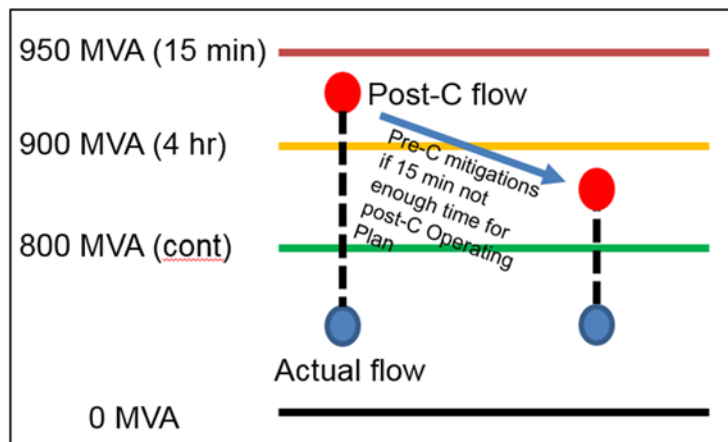 950 MVA (15 min)
Post-C flow
900 MVA (4 hr)
Pre-C mitigations
if 15 min not
enough time for
post-C Operating
Plan
800 MVA (cont)
Actual flow
0 MVA